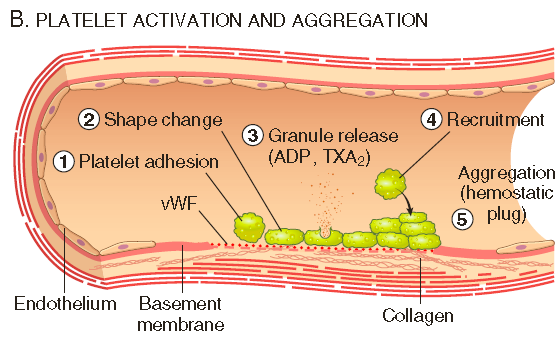 B. PLATELET ACTIVATION AND AGGREGATION
2 Shape change
3 Granule release
(ADP, TXA₂)
4 Recruitment
1 Platelet adhesion
Aggregation
(hemostatic
plug)
5
vWF
Endothelium
Basement
membrane
Collagen